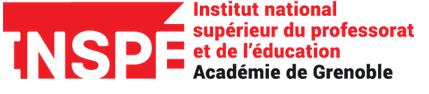 INSPÉ
Institut national
supérieur du professorat
et de l'éducation
Académie de Grenoble